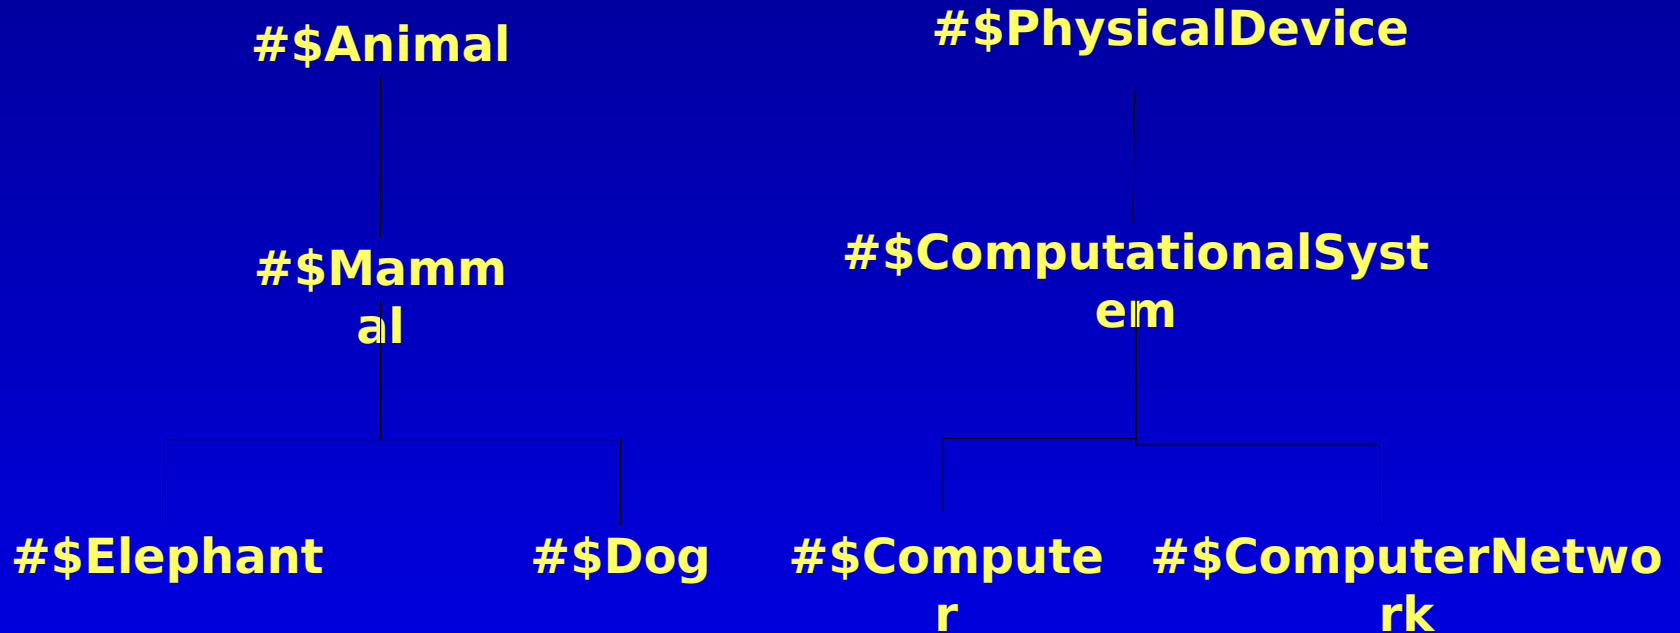 #$Animal
#$PhysicalDevice
#$Mamm
al
#$ComputationalSyst
em
#$Elephant
#$Dog
#$Compute
r
#$ComputerNetwo
rk